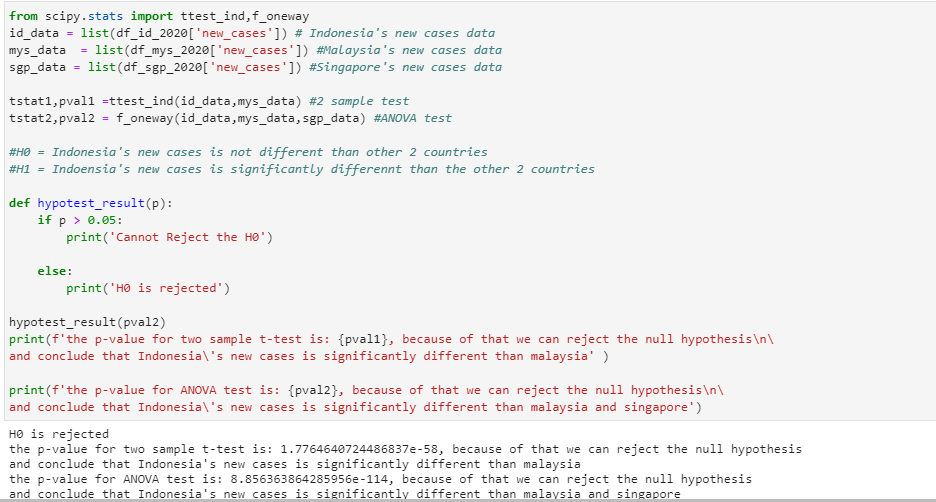 from scipy.stats import ttest_ind,f_oneway
id_data = list(df_id_2020['new_cases']) # Indonesia's new cases data
mys_data  = list(df_mys_2020['new_cases']) #Malaysia's new cases data
sgp_data = list(df_sgp_2020['new_cases']) #Singapore's new cases data
tstat1,pval1 =ttest_ind(id_data,mys_data) #2 sample test
tstat2,pval2 = f_oneway(id_data,mys_data,sgp_data) #ANOVA test
#H0 = Indonesia's new cases is not different than other 2 countries
#H1 = Indoensia's new cases is significantly differennt than the other 2 countries
def hypotest_result(p):
    if p > 0.05:
        print('Cannot Reject the H0')
    else:
        print('H0 is rejected')
hypotest_result(pval2)
print(f'the p-value for two sample t-test is: {pval1}, because of that we can reject the null hypothesis\n\
and conclude that Indonesia\'s new cases is significantly different than malaysia' )
print(f'the p-value for ANOVA test is: {pval2}, because of that we can reject the null hypothesis\n\
and conclude that Indonesia\'s new cases is significantly different than malaysia and singapore')
H0 is rejected
the p-value for two sample t-test is: 1.7764640724486837e-58, because of that we can reject the null hypothesis
and conclude that Indonesia's new cases is significantly different than malaysia
the p-value for ANOVA test is: 8.856363864285956e-114, because of that we can reject the null hypothesis
and conclude that Indonesia's new cases is significantly different than malaysia and singapore